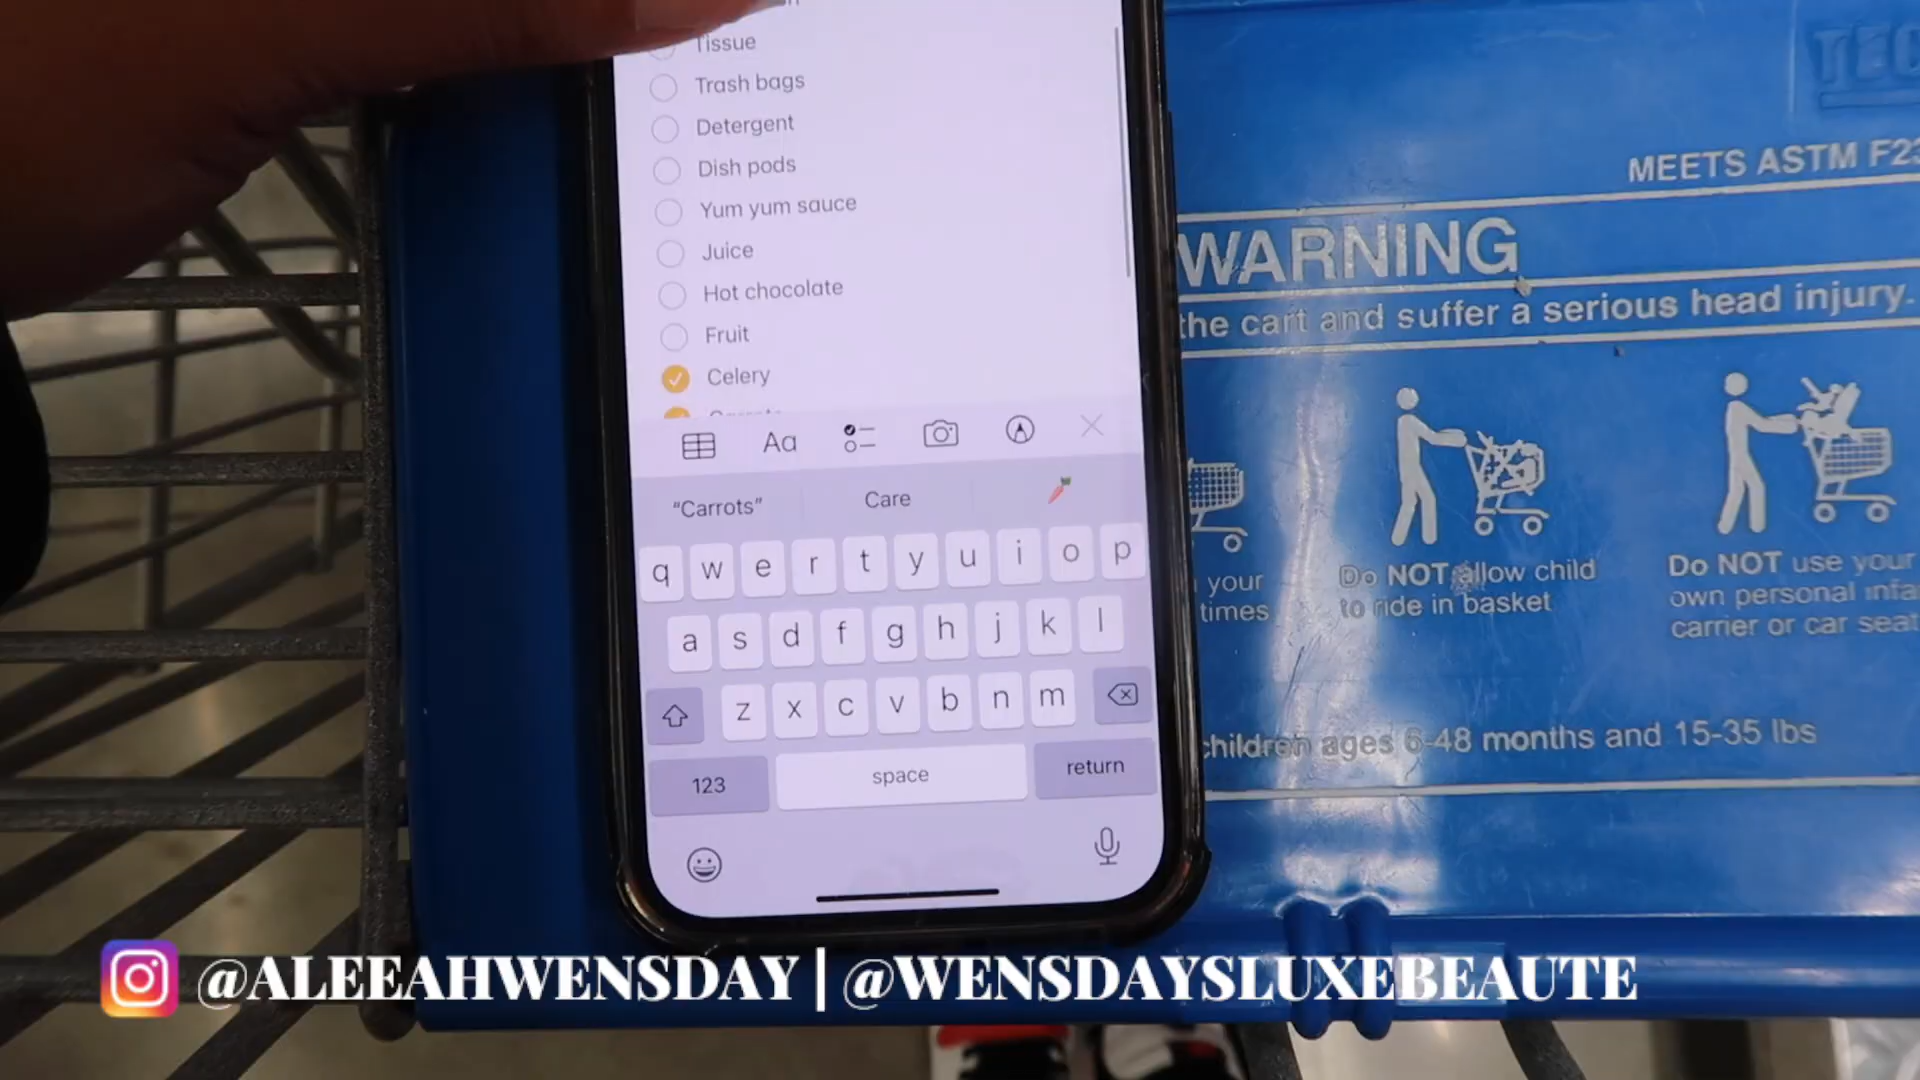 Tissue
Trash bags
Detergent
Dish pods
Yum yum sauce
Juice
Hot chocolate
Fruit
Celery
Carrots
Aa
“Carrots” Care
q w e r t y u i o p
a s d f g h j k l
z x c v b n m
123 space return
TEC
MEETS ASTM F23
WARNING
the cart and suffer a serious head injury.
your
times
Do NOT allow child
to ride in basket
Do NOT use your
own personal infa
carrier or car seat
children ages 6-48 months and 15-35 lbs
@ALEEAHWENSDAY | @WENSDAYSLUXEBEAUTE